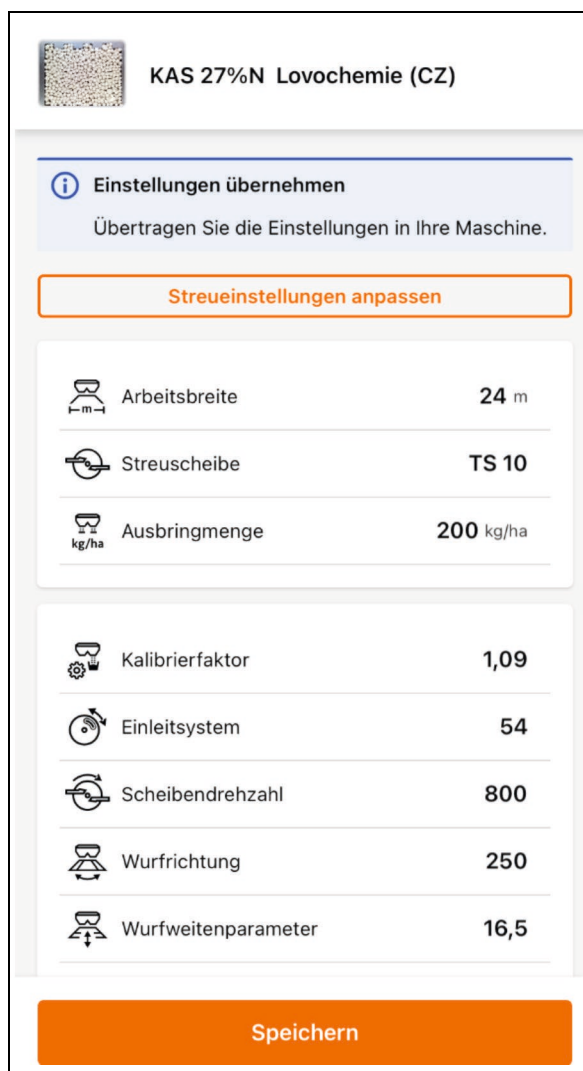 KAS 27%N Lovochemie (CZ)
Einstellungen übernehmen
Übertragen Sie die Einstellungen in Ihre Maschine.
Streueinstellungen anpassen
m
Arbeitsbreite 24 m
Streuscheibe TS 10
kg/ha
Ausbringmenge 200 kg/ha
Kalibrierfaktor 1,09
Einleitsystem 54
Scheibendrehzahl 800
Wurfrichtung 250
Wurfweitenparameter 16,5
Speichern